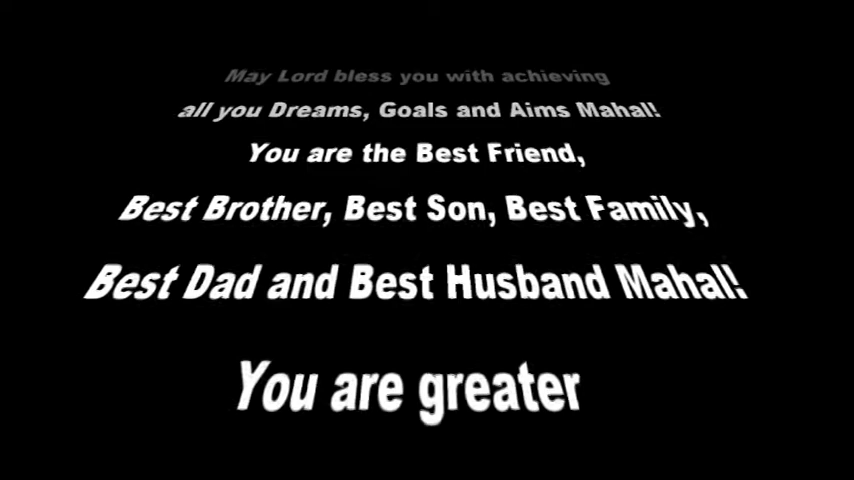 May Lord bless you with achieving
all you Dreams, Goals and Aims Mahal!
You are the Best Friend,
Best Brother, Best Son, Best Family,
Best Dad and Best Husband Mahal!
You are greater